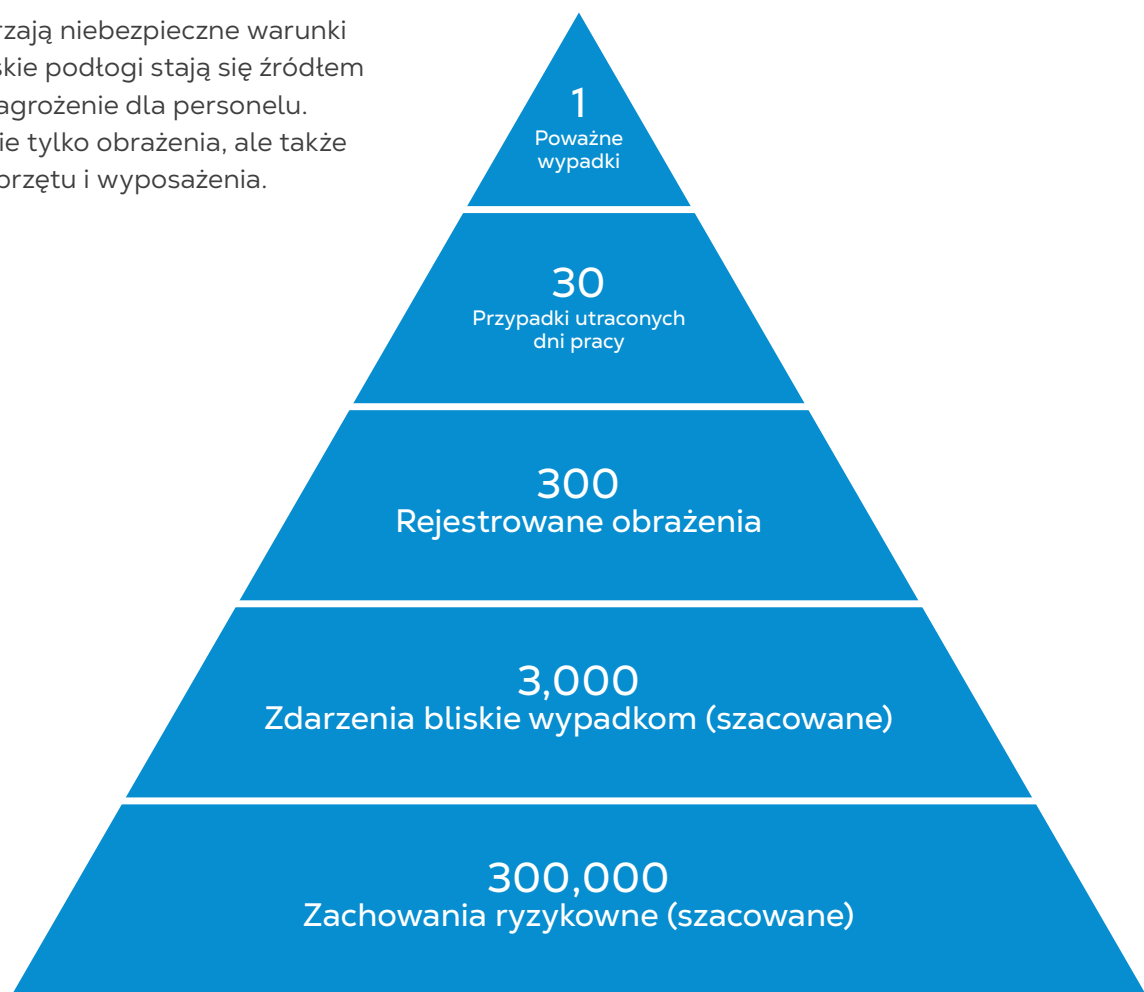 rzają niebezpieczne warunki
skie podłogi stają się źródłem
agrożenie dla personelu.
ie tylko obrażenia, ale także
przętu i wyposażenia.
1
Poważne
wypadki
30
Przypadki utraconych
dni pracy
300
Rejestrowane obrażenia
3,000
Zdarzenia bliskie wypadkom (szacowane)
300,000
Zachowania ryzykowne (szacowane)